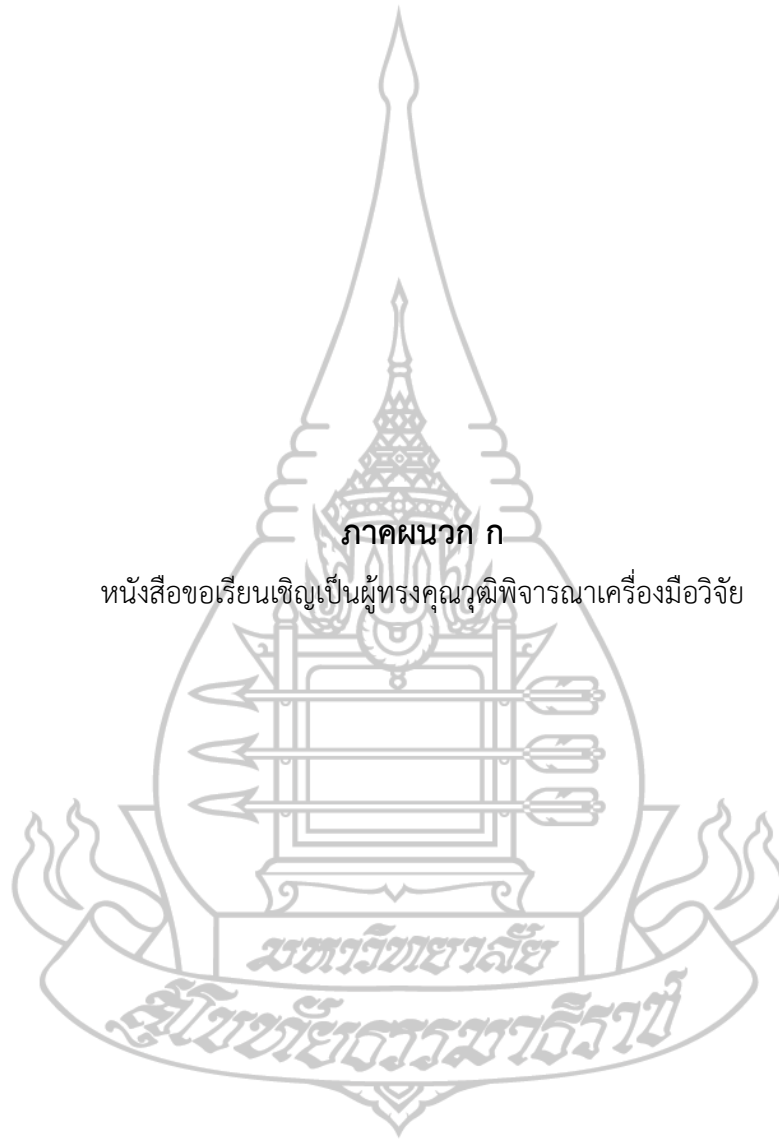 ภาคผนวก ก
หนังสือขอเรียนเชิญเป็นผู้ทรงคุณวุฒิพิจารณาเครื่องมือวิจัย
มหาวิทยาลัย
สุโขทัยธรรมาธิราช